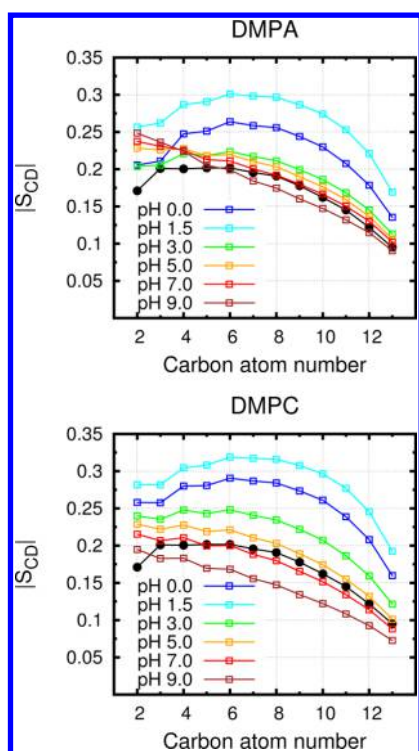 DMPA
0.35
0.3
0.25
0.2
0.15
0.1
0.05
|S_CD|
pH 0.0
pH 1.5
pH 3.0
pH 5.0
pH 7.0
pH 9.0
2 4 6 8 10 12
Carbon atom number
DMPC
0.35
0.3
0.25
0.2
0.15
0.1
0.05
|S_CD|
pH 0.0
pH 1.5
pH 3.0
pH 5.0
pH 7.0
pH 9.0
2 4 6 8 10 12
Carbon atom number